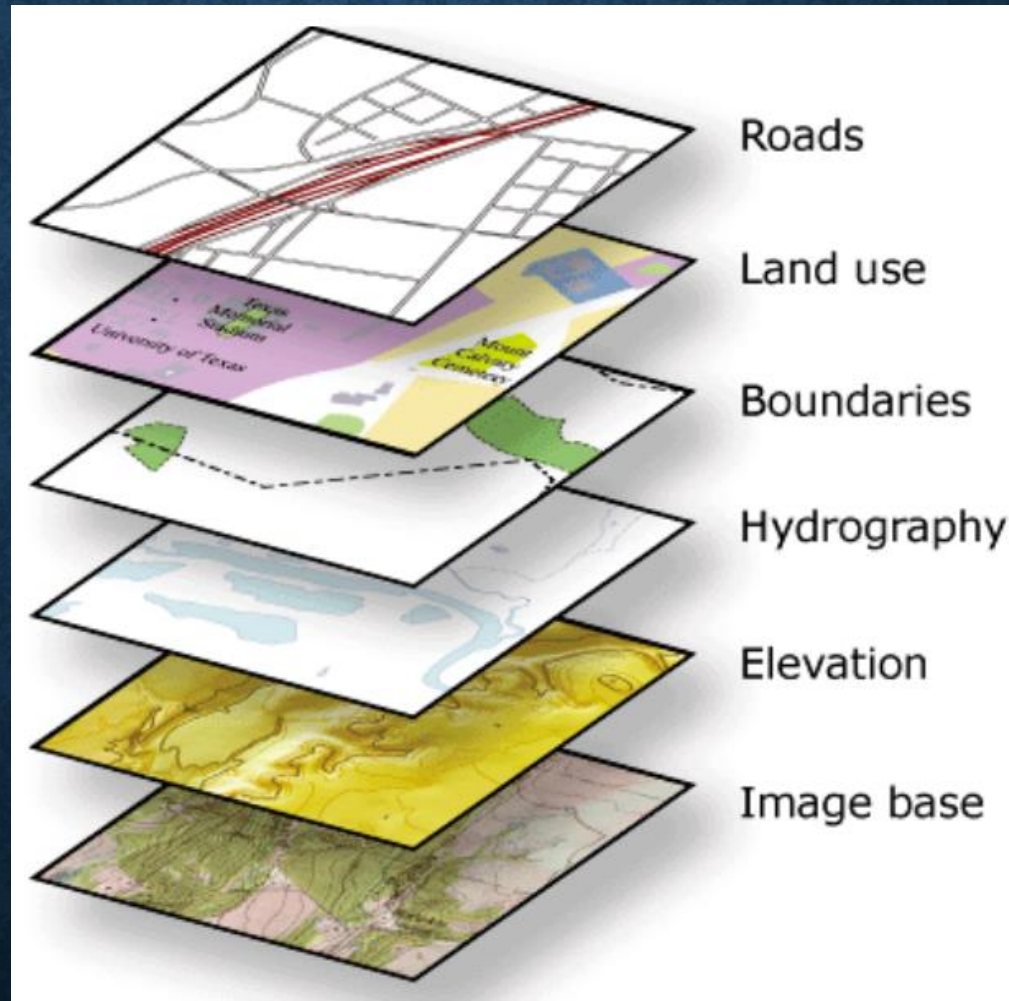 Roads
Land use
Texas
Memorial
Stadium
University of Texas
Mount
Calvary
Cemetery
Boundaries
Hydrography
Elevation
Image base